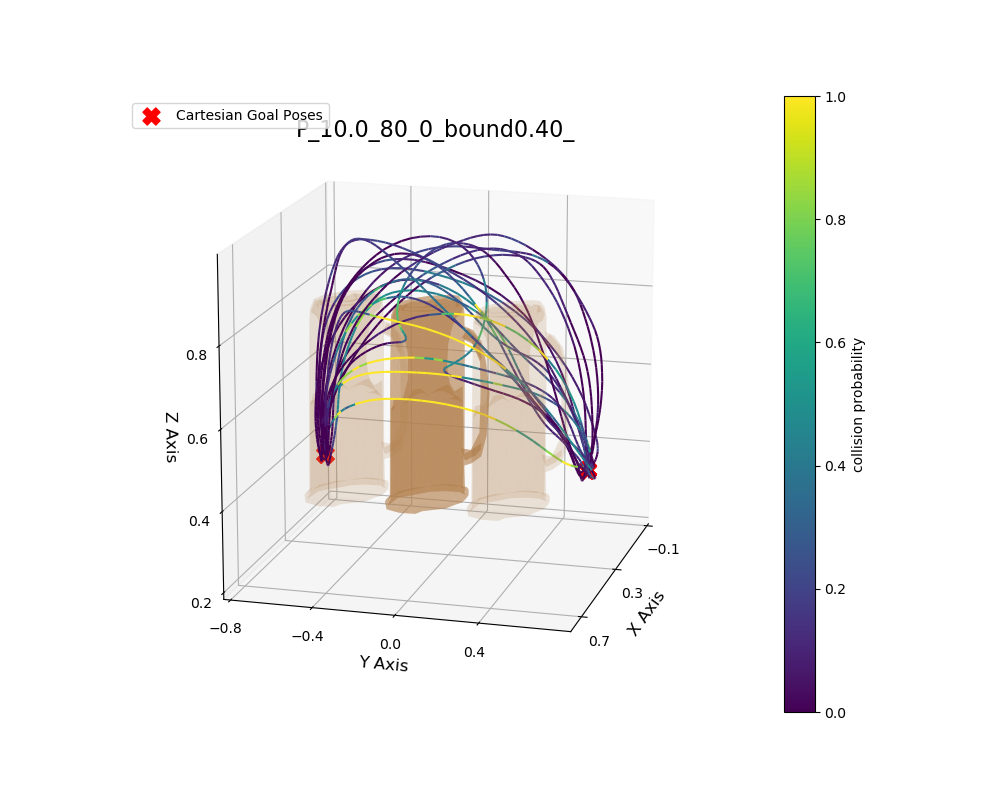 Cartesian Goal Poses
P_10.0_80_0_bound0.40_
1.0
0.8
0.6
0.4
0.2
0.0
collision probability
Z Axis
0.8
0.6
0.4
0.2
−0.8
−0.4
0.0
0.4
Y Axis
−0.1
0.3
0.7
X Axis